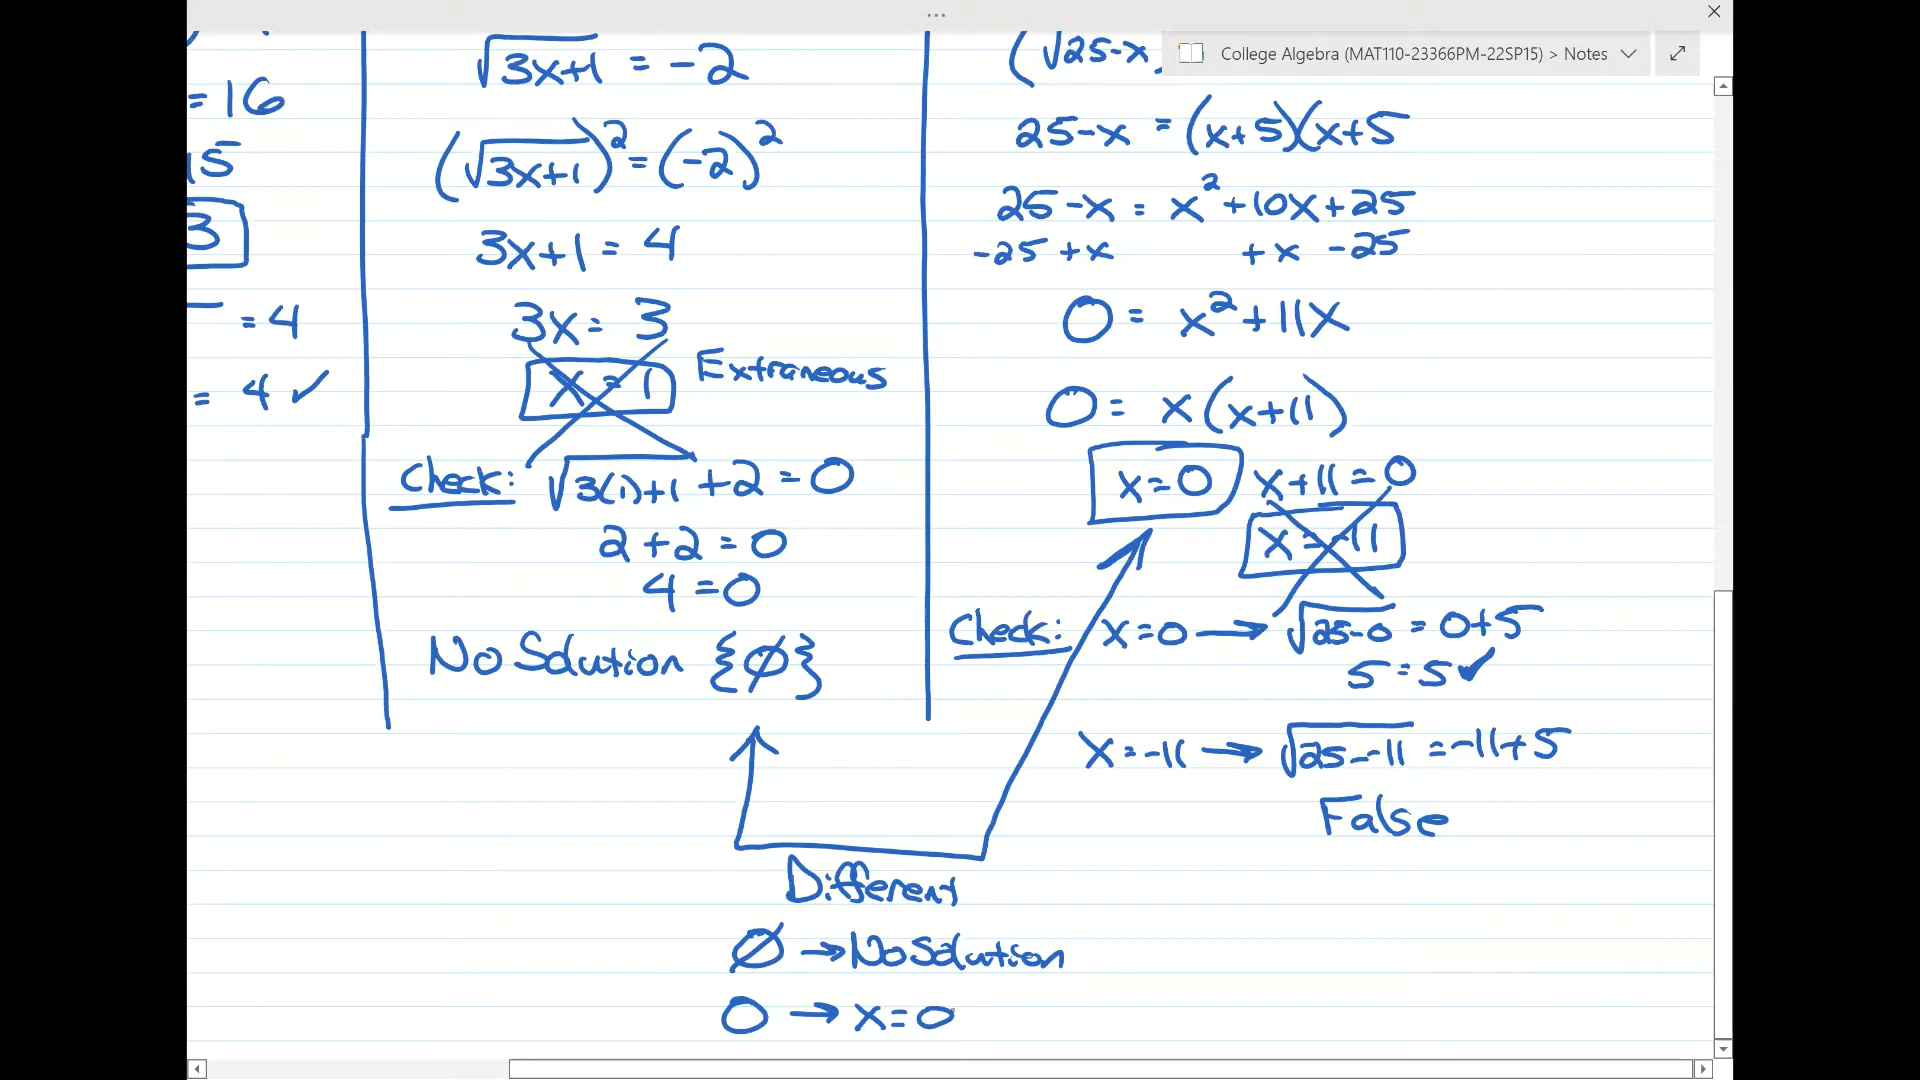 College Algebra (MAT110-23366PM-22SP15) > Notes
= 16
15
3
= 4
= 4 ✓
√3x+1 = -2
(√3x+1)² = (-2)²
3x+1 = 4
3x = 3
x = 1 Extraneous
Check: √3(1)+1 +2 = 0
2 + 2 = 0
4 = 0
No Solution {∅}
(√25-x
25-x = (x+5)(x+5
25-x = x²+10x+25
-25 +x +x -25
0 = x²+11x
0 = x(x+11)
x=0 x+11=0
x=-11
Check: x=0 → √25-0 = 0+5
5=5 ✓
x=-11 → √25--11 = -11+5
False
Different
∅ → No Solution
0 → x=0